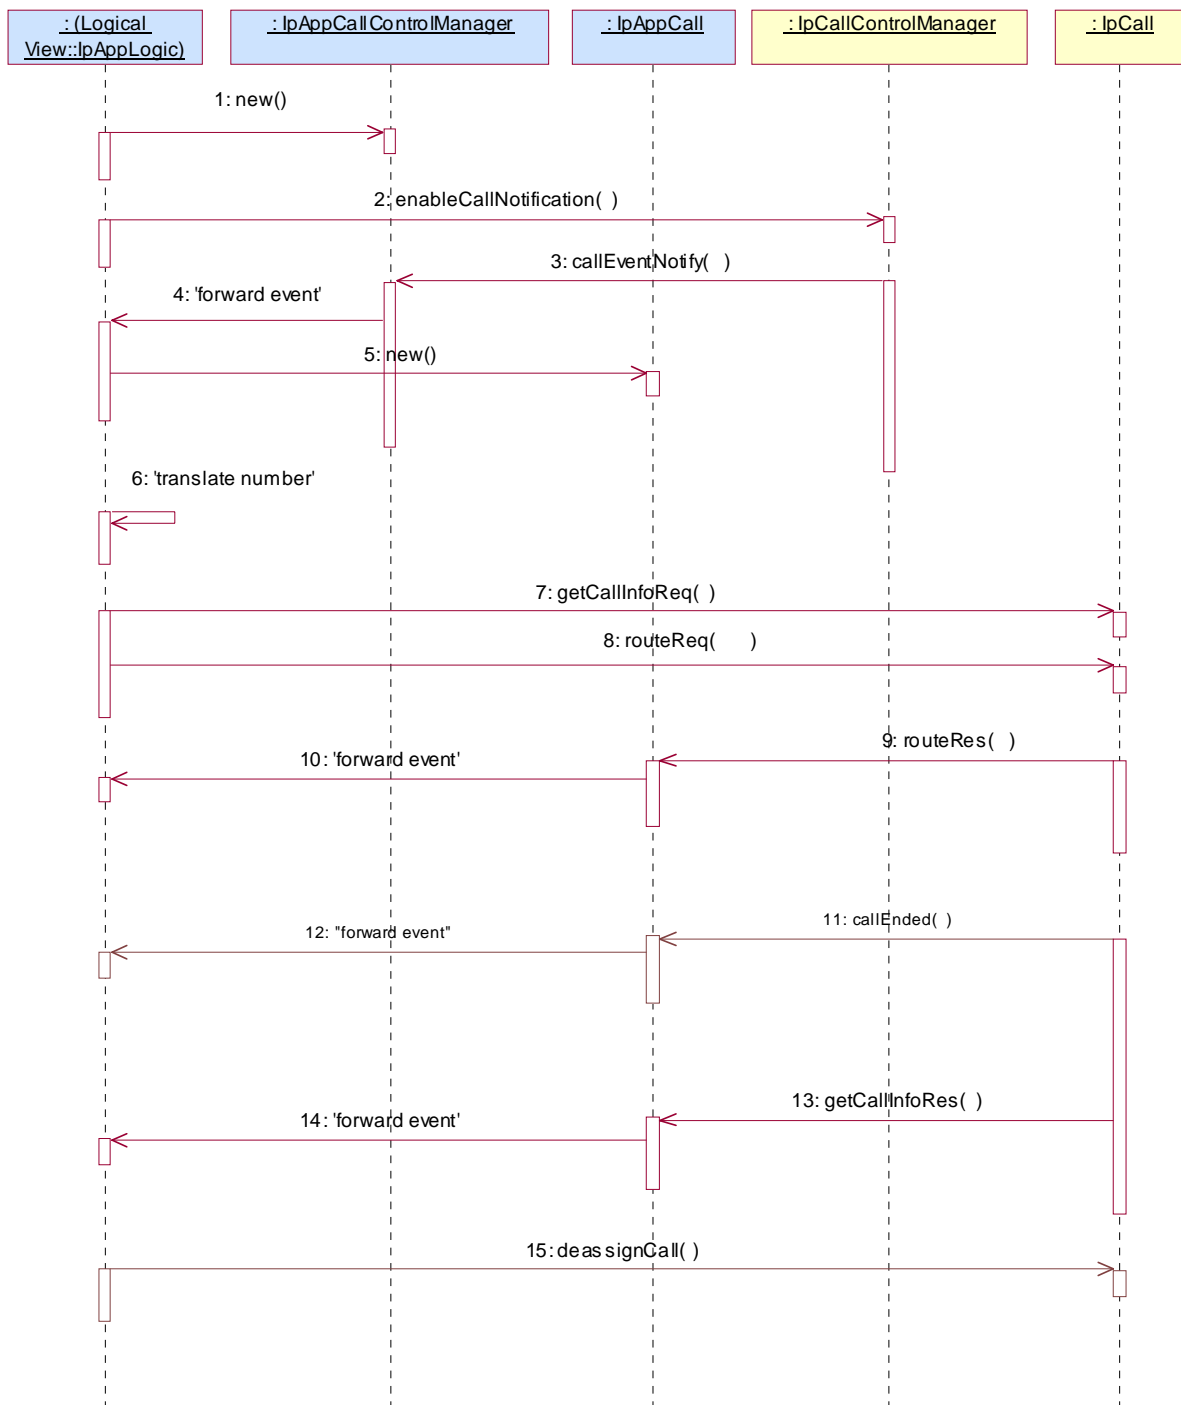 : (Logical
View::IpAppLogic)
: IpAppCallControlManager
: IpAppCall
: IpCallControlManager
: IpCall
1: new()
2: enableCallNotification( )
3: callEventNotify( )
4: 'forward event'
5: new()
6: 'translate number'
7: getCallInfoReq( )
8: routeReq( )
9: routeRes( )
10: 'forward event'
11: callEnded( )
12: "forward event"
13: getCallInfoRes( )
14: 'forward event'
15: deassignCall( )